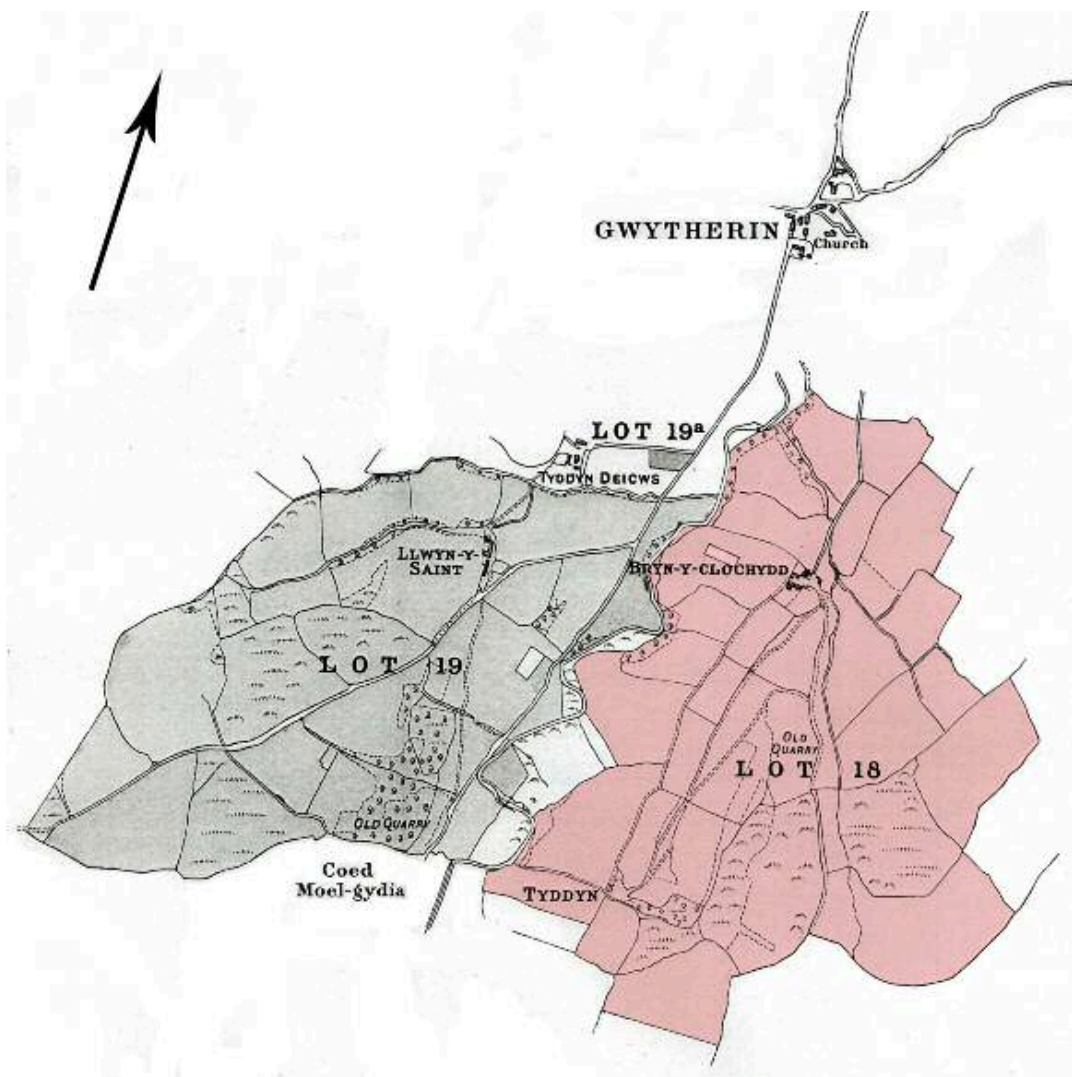 GWYTHERIN
Church
LOT 19a
TYDDYN DEICWS
LLWYN-Y-
SAINT
BRYN-Y-CLOCHYDD
LOT 19
OLD
QUARRY
LOT 18
OLD QUARRY
Coed
Moel-gydia
TYDDYN